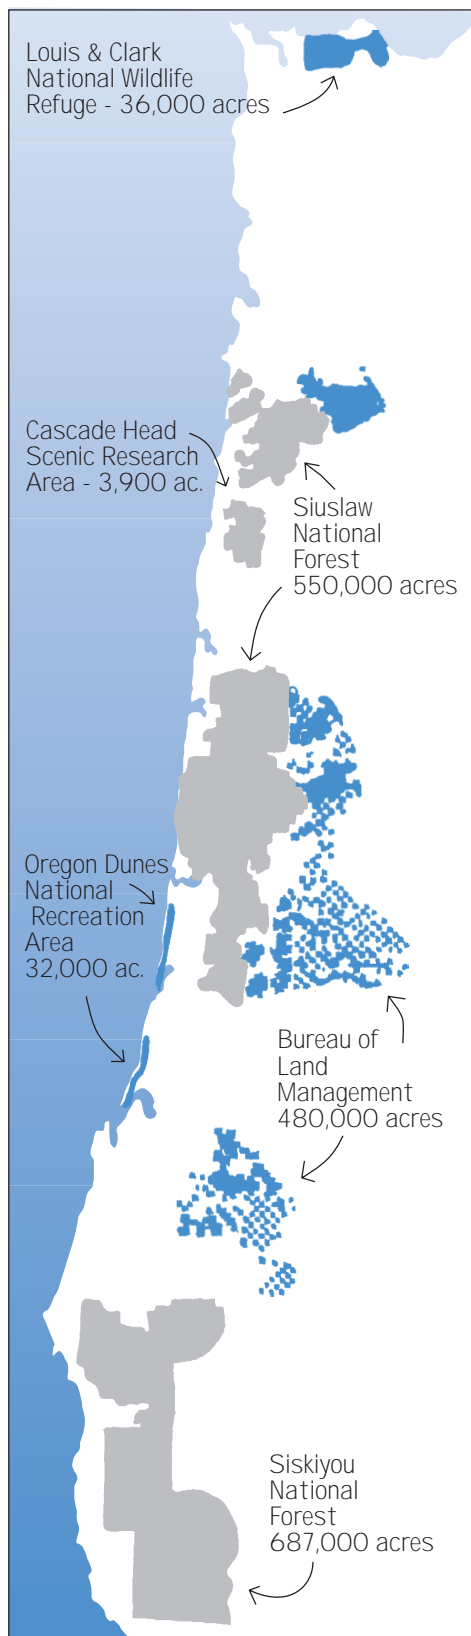 Louis & Clark
National Wildlife
Refuge - 36,000 acres
Cascade Head
Scenic Research
Area - 3,900 ac.
Siuslaw
National
Forest
550,000 acres
Oregon Dunes
National
Recreation
Area
32,000 ac.
Bureau of
Land
Management
480,000 acres
Siskiyou
National
Forest
687,000 acres